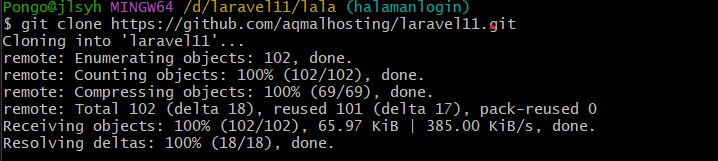 Pongo@jlsyh MINGW64 /d/laravel11/lala (halamanlogin)
$ git clone https://github.com/aqmalhosting/laravel11.git
Cloning into 'laravel11'...
remote: Enumerating objects: 102, done.
remote: Counting objects: 100% (102/102), done.
remote: Compressing objects: 100% (69/69), done.
remote: Total 102 (delta 18), reused 101 (delta 17), pack-reused 0
Receiving objects: 100% (102/102), 65.97 KiB | 385.00 KiB/s, done.
Resolving deltas: 100% (18/18), done.